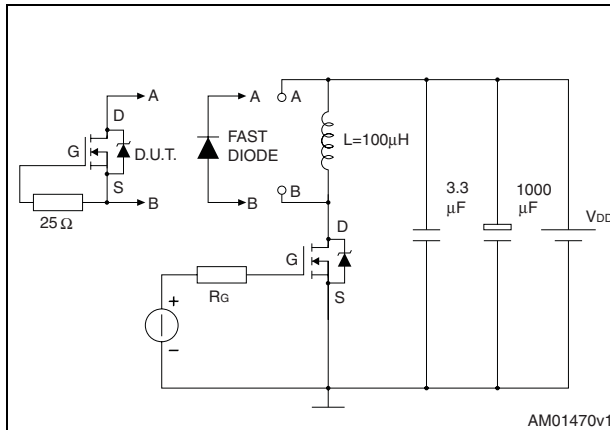 A
A
A
D
G
D.U.T.
FAST
DIODE
L=100μH
S
B
B
B
25 Ω
3.3
μF
1000
μF
VDD
D
G
S
RG
+
−
AM01470v1